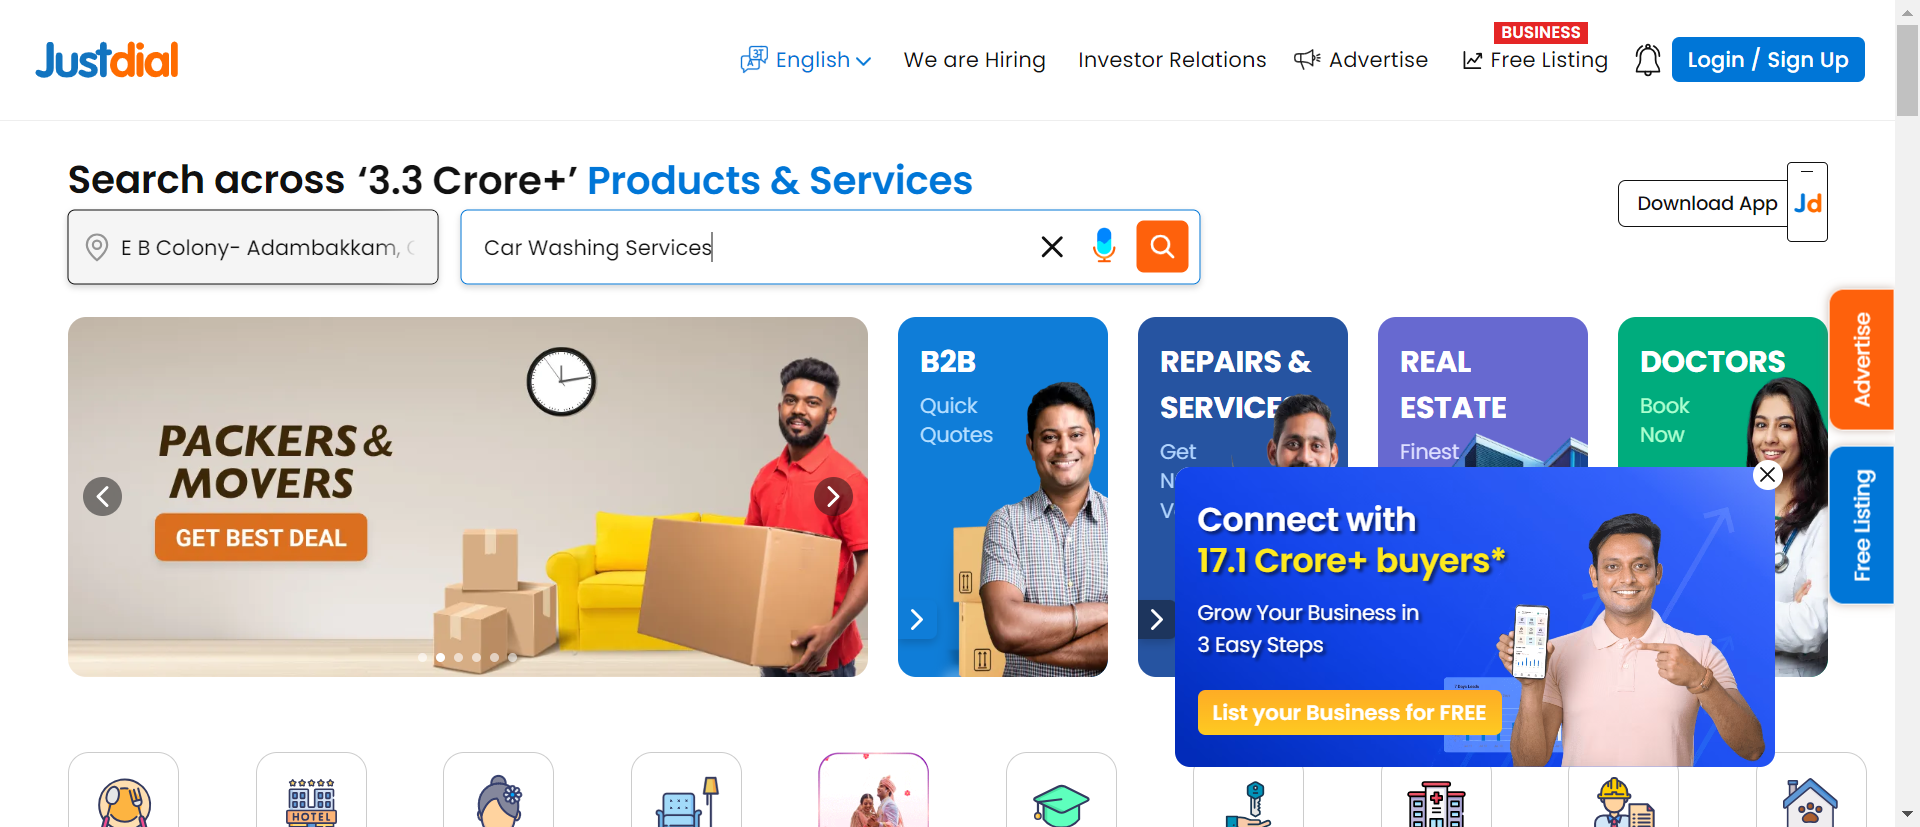 Justdial
English
We are Hiring
Investor Relations
Advertise
BUSINESS
Free Listing
Login / Sign Up
Search across ‘3.3 Crore+’ Products & Services
Download App
Jd
E B Colony- Adambakkam,
Car Washing Services
PACKERS &
MOVERS
GET BEST DEAL
B2B
Quick
Quotes
REPAIRS &
SERVICES
Get
REAL
ESTATE
Finest
DOCTORS
Book
Now
Advertise
Free Listing
Connect with
17.1 Crore+ buyers*
Grow Your Business in
3 Easy Steps
List your Business for FREE
HOTEL